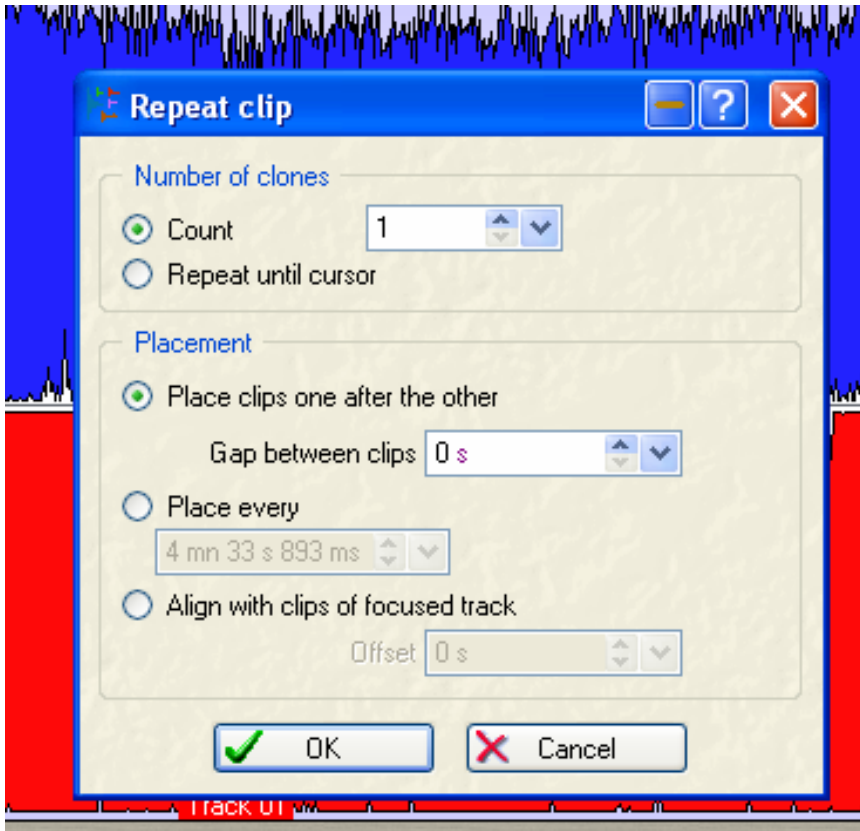 Repeat clip
Number of clones
Count 1
Repeat until cursor
Placement
Place clips one after the other
Gap between clips 0 s
Place every
4 mn 33 s 893 ms
Align with clips of focused track
Offset 0 s
OK Cancel
Track 01